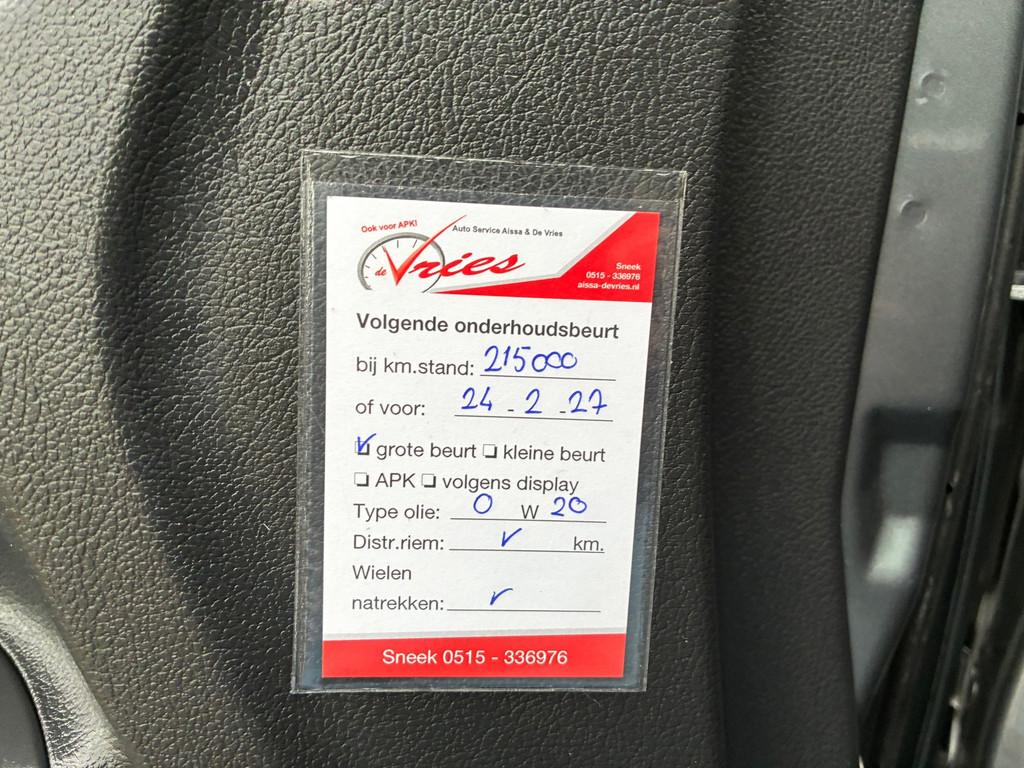 Ook voor APK!
Auto Service Aissa & De Vries
de Vries
Sneek
0515 - 336976
aissa-devries.nl
Volgende onderhoudsbeurt
bij km.stand: 215000
of voor: 24 - 2 - 27
grote beurt kleine beurt
APK volgens display
Type olie: 0 W 20
Distr.riem: ✓ km.
Wielen
natrekken: ✓
Sneek 0515 - 336976